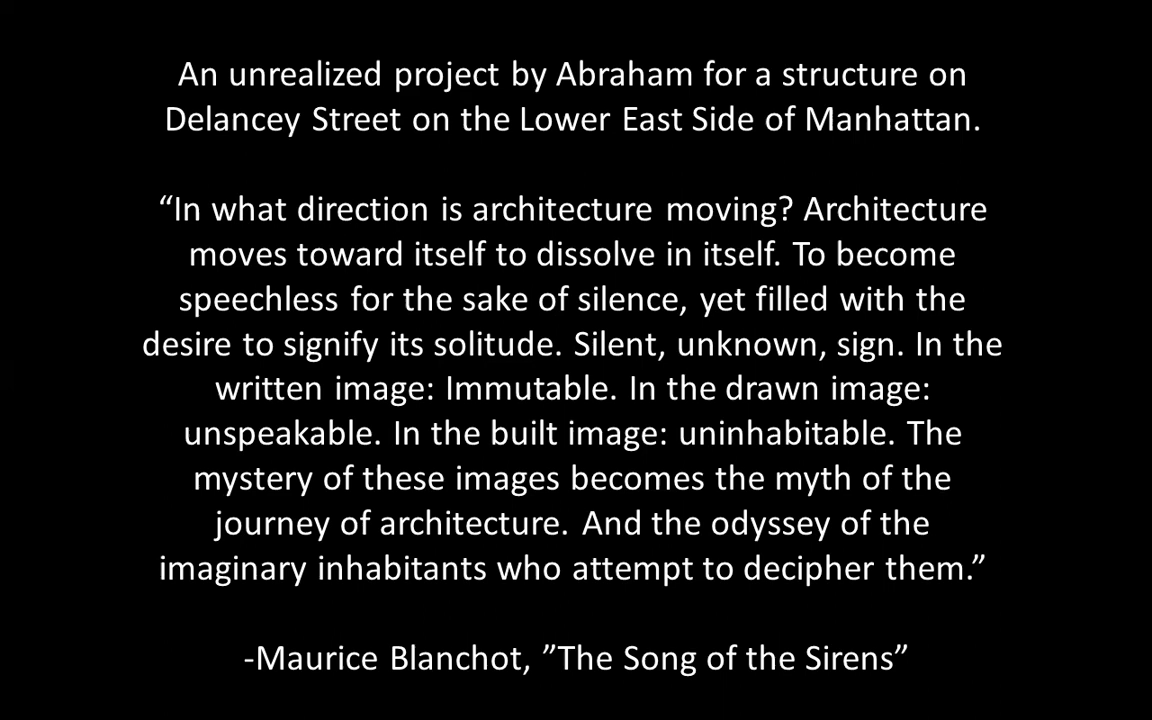 An unrealized project by Abraham for a structure on
Delancey Street on the Lower East Side of Manhattan.
“In what direction is architecture moving? Architecture
moves toward itself to dissolve in itself. To become
speechless for the sake of silence, yet filled with the
desire to signify its solitude. Silent, unknown, sign. In the
written image: Immutable. In the drawn image:
unspeakable. In the built image: uninhabitable. The
mystery of these images becomes the myth of the
journey of architecture. And the odyssey of the
imaginary inhabitants who attempt to decipher them.”
-Maurice Blanchot, ”The Song of the Sirens”